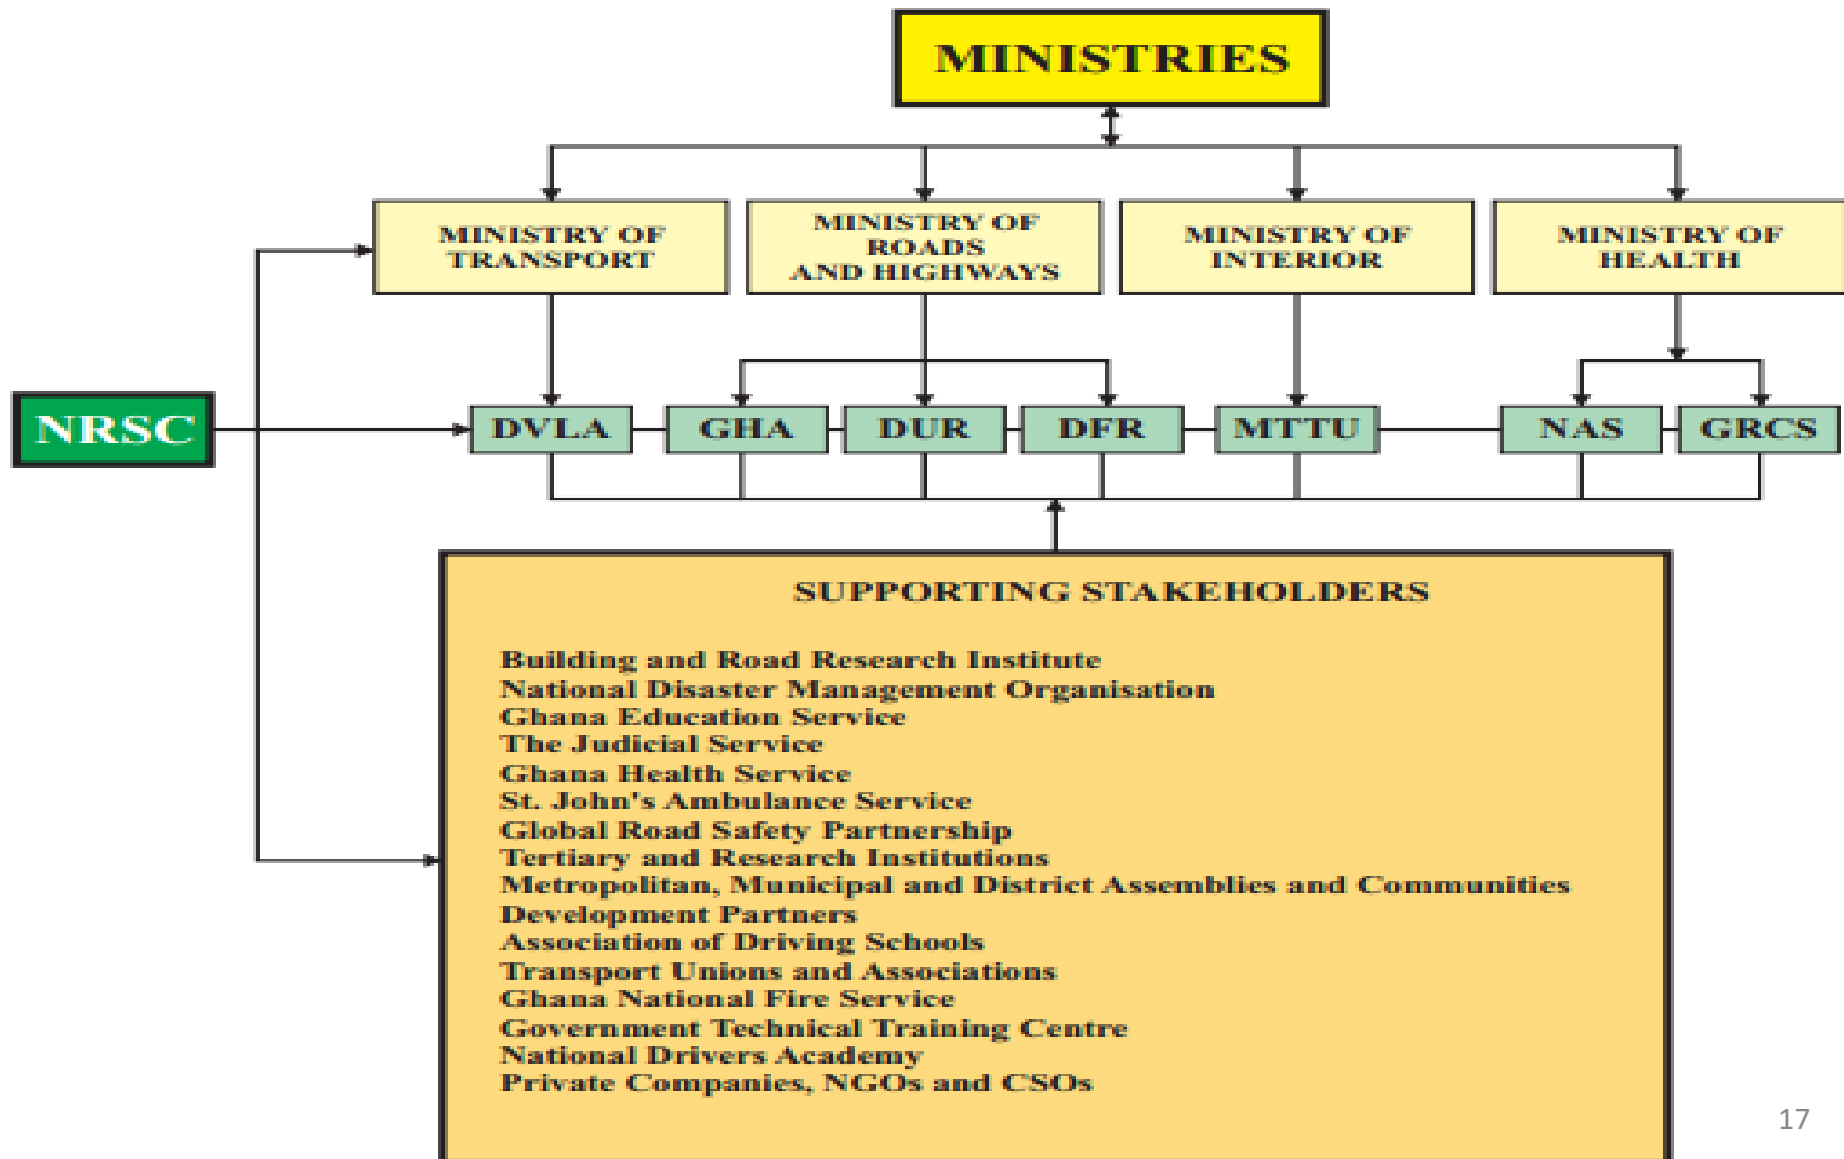 MINISTRIES
MINISTRY OF
TRANSPORT
MINISTRY OF
ROADS
AND HIGHWAYS
MINISTRY OF
INTERIOR
MINISTRY OF
HEALTH
NRSC
DVLA
GHA
DUR
DFR
MTTU
NAS
GRCS
SUPPORTING STAKEHOLDERS
Building and Road Research Institute
National Disaster Management Organisation
Ghana Education Service
The Judicial Service
Ghana Health Service
St. John's Ambulance Service
Global Road Safety Partnership
Tertiary and Research Institutions
Metropolitan, Municipal and District Assemblies and Communities
Development Partners
Association of Driving Schools
Transport Unions and Associations
Ghana National Fire Service
Government Technical Training Centre
National Drivers Academy
Private Companies, NGOs and CSOs
17